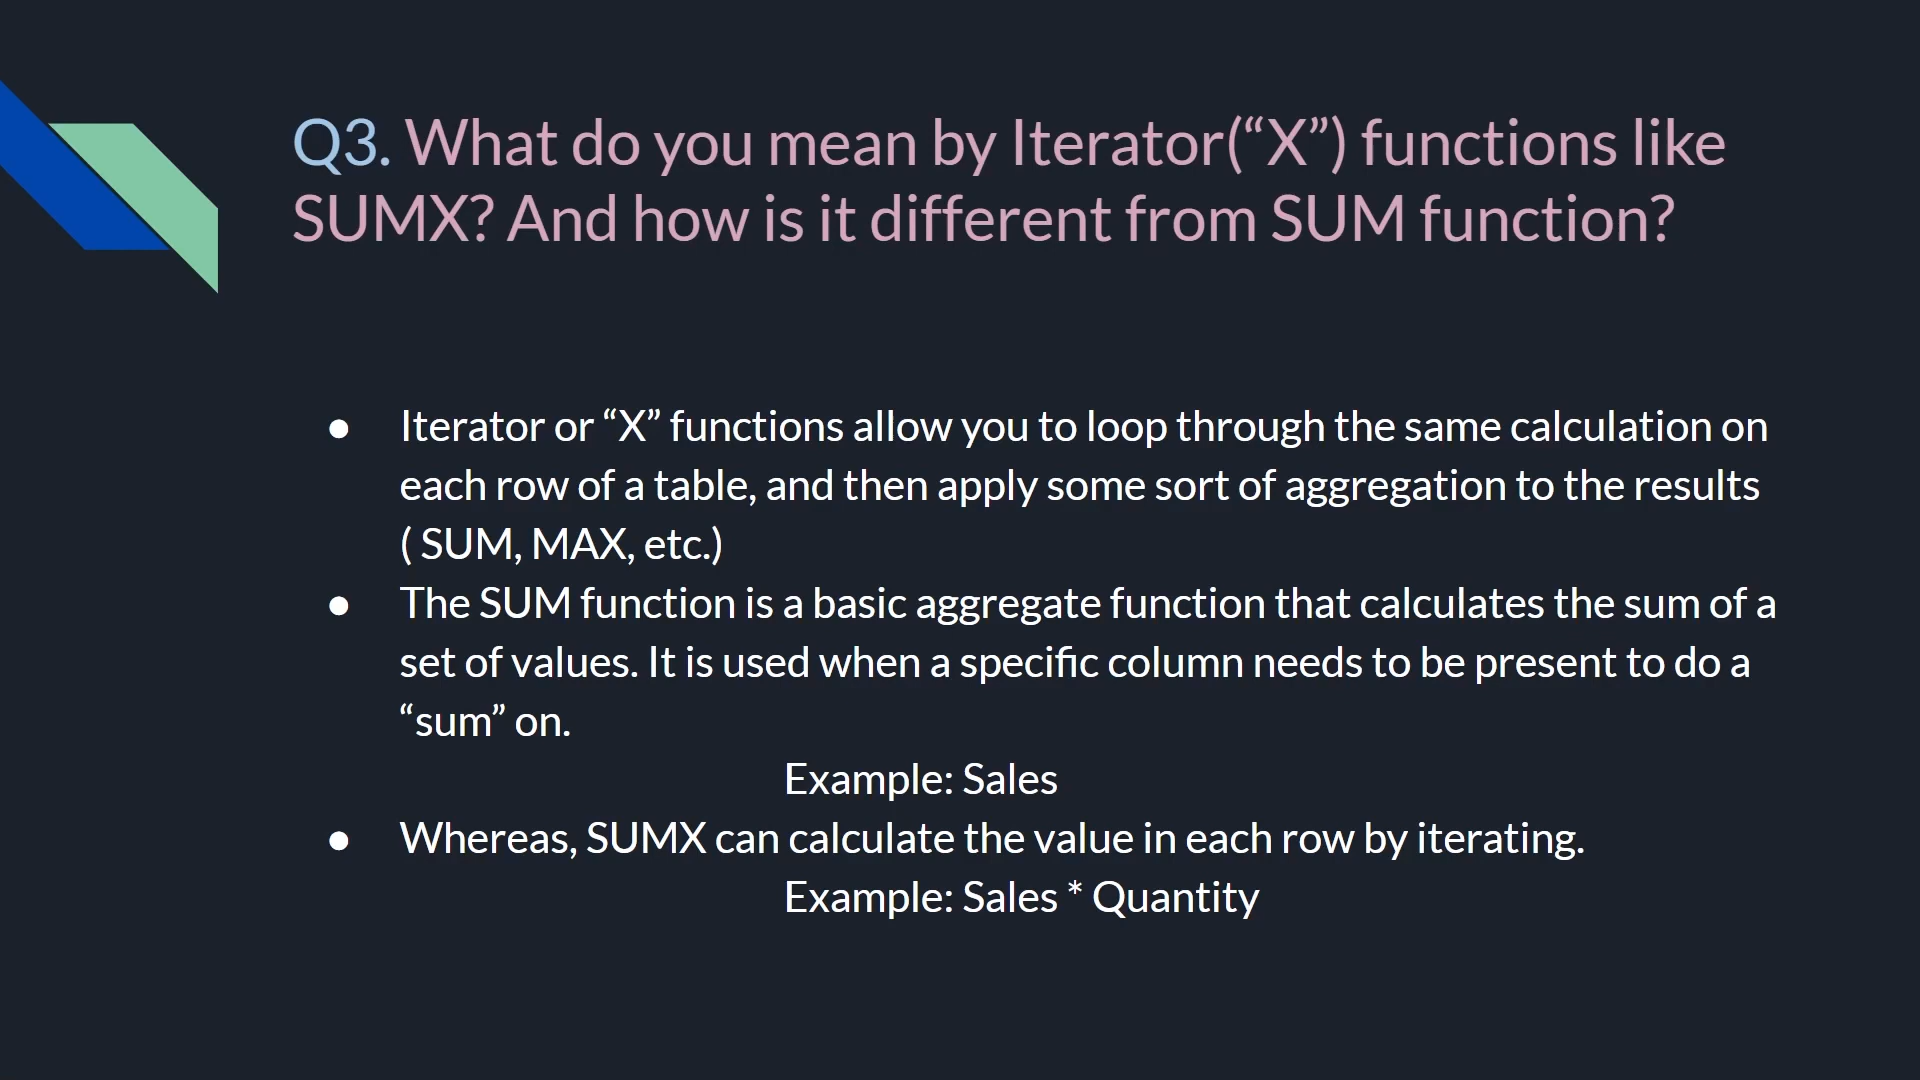 Q3. What do you mean by Iterator(“X”) functions like
SUMX? And how is it different from SUM function?
● Iterator or “X” functions allow you to loop through the same calculation on
each row of a table, and then apply some sort of aggregation to the results
( SUM, MAX, etc.)
● The SUM function is a basic aggregate function that calculates the sum of a
set of values. It is used when a specific column needs to be present to do a
“sum” on.
Example: Sales
● Whereas, SUMX can calculate the value in each row by iterating.
Example: Sales * Quantity